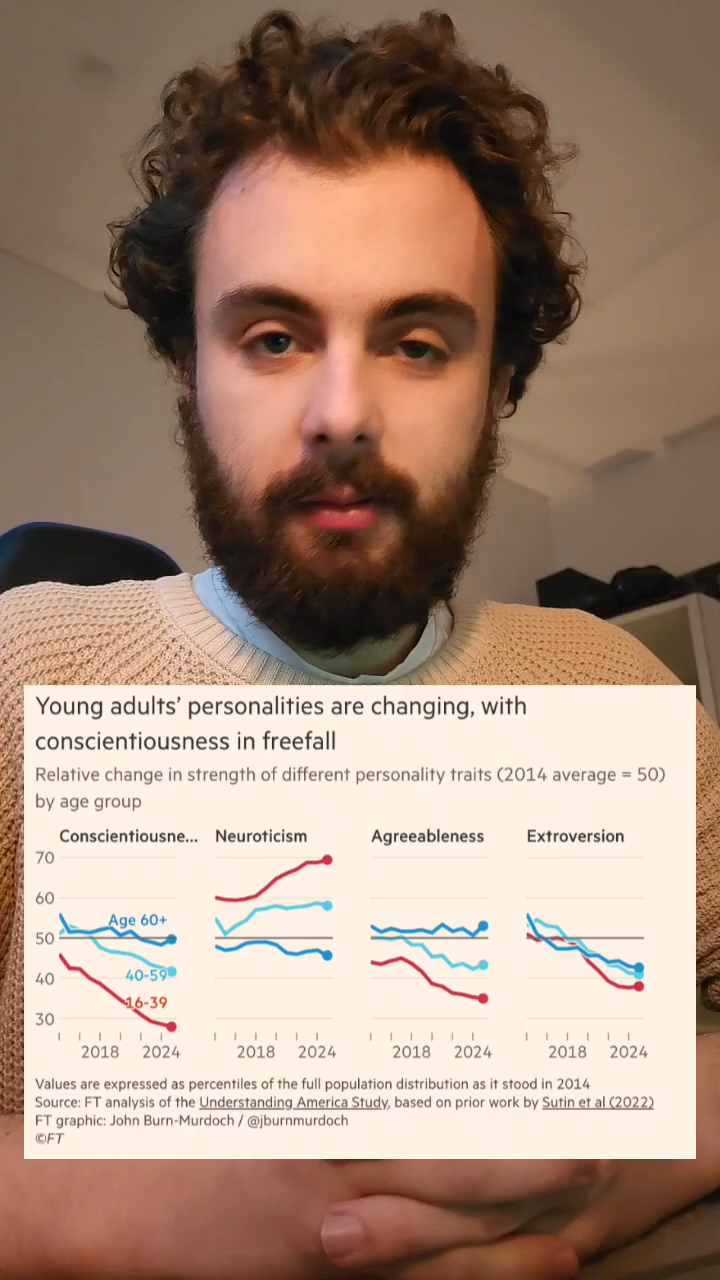 Young adults' personalities are changing, with
conscientiousness in freefall
Relative change in strength of different personality traits (2014 average = 50)
by age group
Conscientiousne... Neuroticism Agreeableness Extroversion
70
60
Age 60+
50
40-59
40
16-39
30
2018 2024 2018 2024 2018 2024 2018 2024
Values are expressed as percentiles of the full population distribution as it stood in 2014
Source: FT analysis of the Understanding America Study, based on prior work by Sutin et al (2022)
FT graphic: John Burn-Murdoch / @jburnmurdoch
©FT